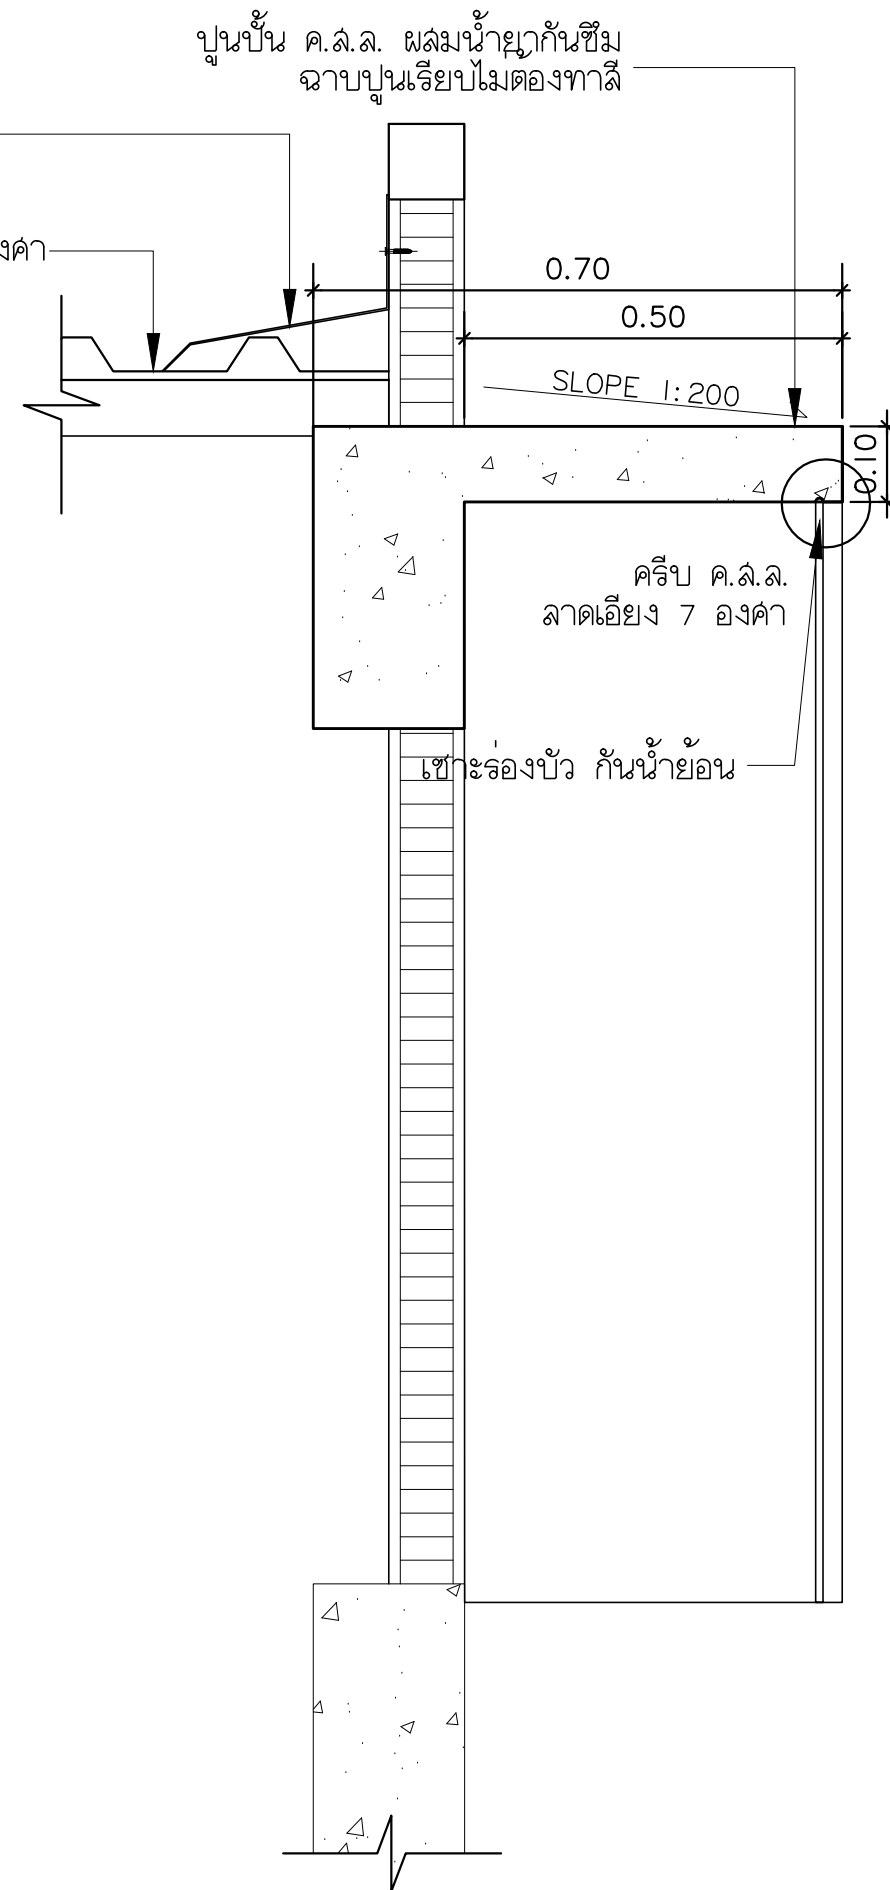 ปูนปั้น ค.ส.ล. ผสมน้ำยากันซึม
ฉาบปูนเรียบไม่ต้องทาสี
0.70
0.50
SLOPE 1:200
0.10
ครีบ ค.ส.ล.
ลาดเอียง 7 องศา
เซาะร่องบัว กันน้ำย้อน